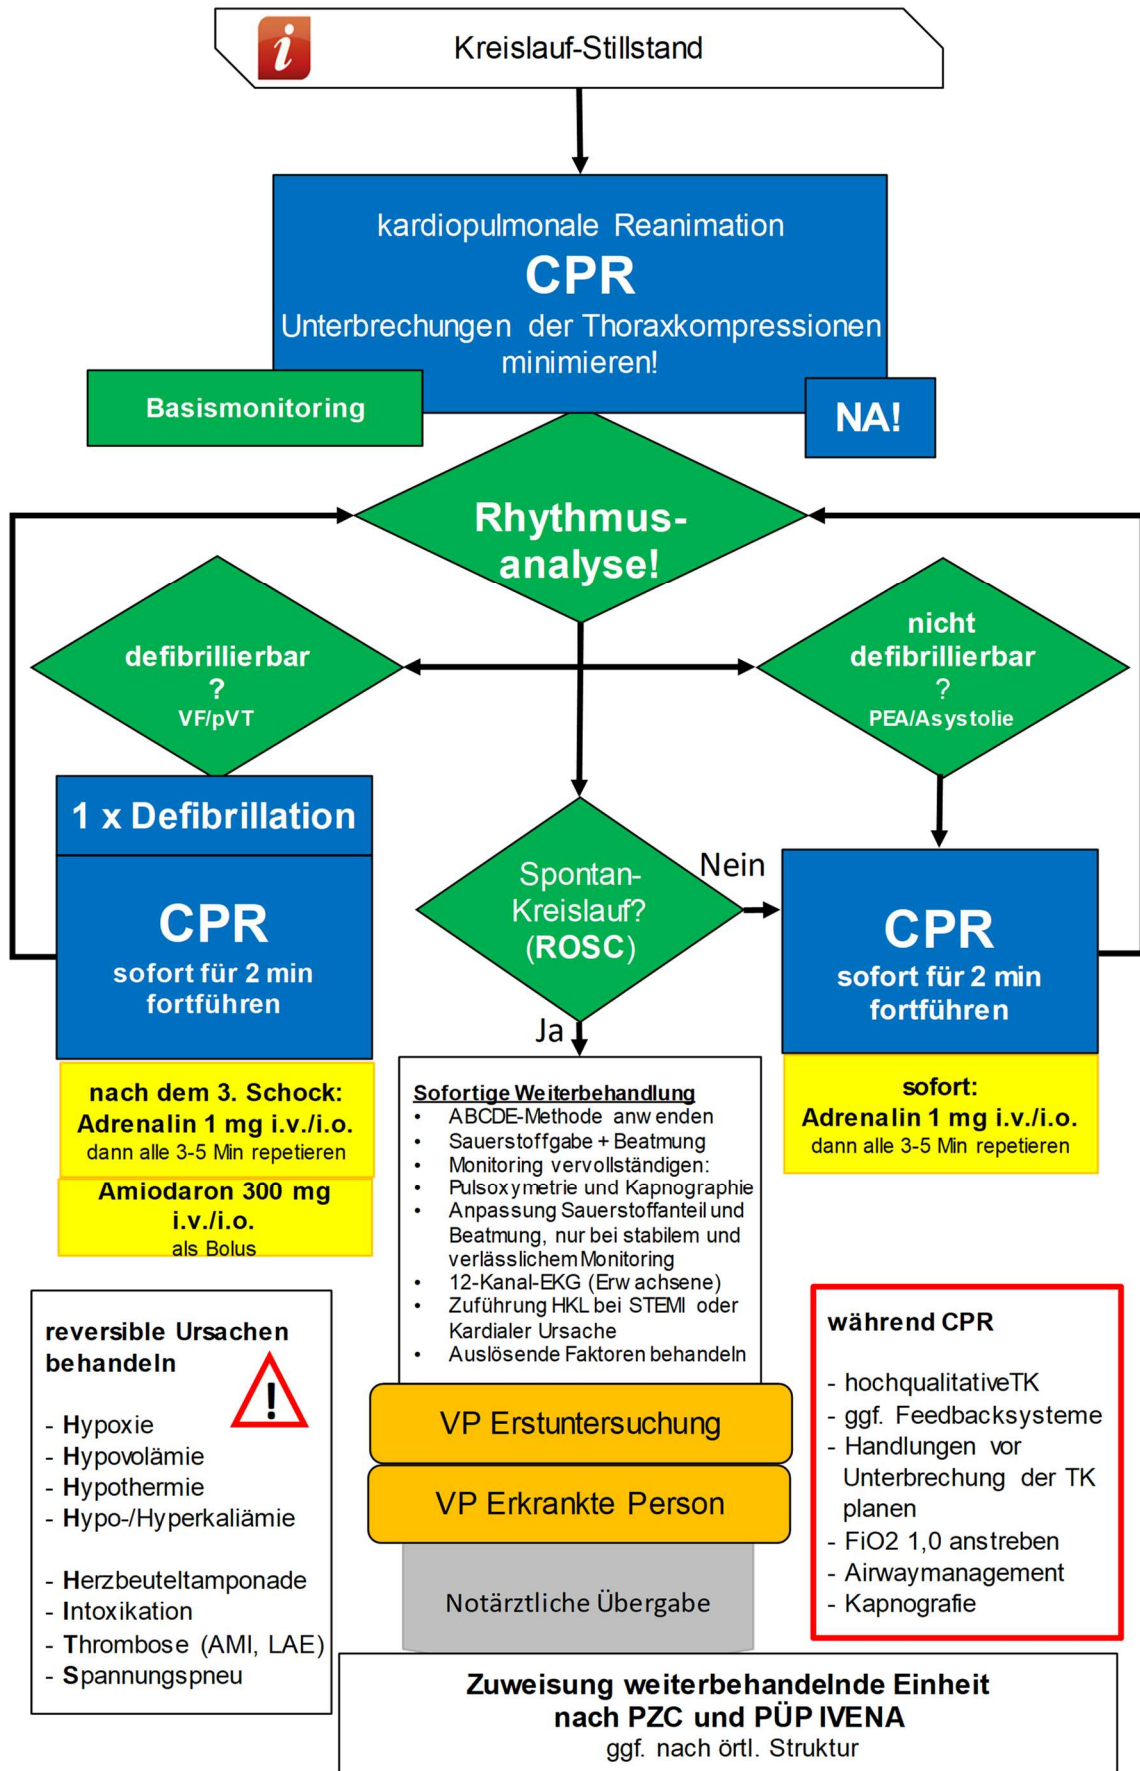 i
Kreislauf-Stillstand
kardiopulmonale Reanimation
CPR
Unterbrechungen der Thoraxkompressionen
minimieren!
Basismonitoring
NA!
Rhythmus-
analyse!
defibrillierbar
?
VF/pVT
nicht
defibrillierbar
?
PEA/Asystolie
1 x Defibrillation
CPR
sofort für 2 min
fortführen
Spontan-
Kreislauf?
(ROSC)
Nein
Ja
CPR
sofort für 2 min
fortführen
nach dem 3. Schock:
Adrenalin 1 mg i.v./i.o.
dann alle 3-5 Min repetieren
Amiodaron 300 mg
i.v./i.o.
als Bolus
Sofortige Weiterbehandlung
• ABCDE-Methode anwenden
• Sauerstoffgabe + Beatmung
• Monitoring vervollständigen:
• Pulsoxymetrie und Kapnographie
• Anpassung Sauerstoffanteil und
Beatmung, nur bei stabilem und
verlässlichem Monitoring
• 12-Kanal-EKG (Erwachsene)
• Zuführung HKL bei STEMI oder
Kardialer Ursache
• Auslösende Faktoren behandeln
sofort:
Adrenalin 1 mg i.v./i.o.
dann alle 3-5 Min repetieren
reversible Ursachen
behandeln
!
- Hypoxie
- Hypovolämie
- Hypothermie
- Hypo-/Hyperkaliämie
- Herzbeuteltamponade
- Intoxikation
- Thrombose (AMI, LAE)
- Spannungspneu
VP Erstuntersuchung
VP Erkrankte Person
Notärztliche Übergabe
während CPR
- hochqualitativeTK
- ggf. Feedbacksysteme
- Handlungen vor
Unterbrechung der TK
planen
- FiO2 1,0 anstreben
- Airwaymanagement
- Kapnografie
Zuweisung weiterbehandelnde Einheit
nach PZC und PÜP IVENA
ggf. nach örtl. Struktur